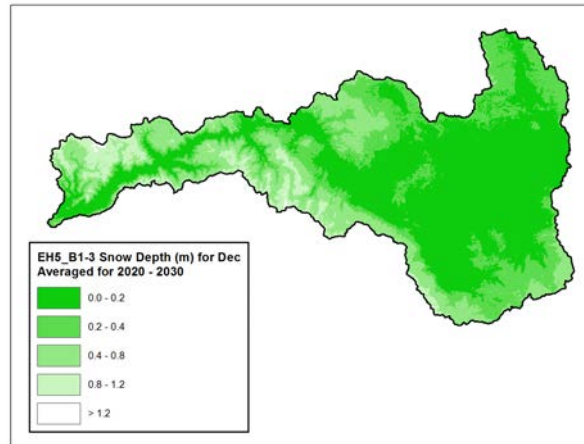 EH5_B1-3 Snow Depth (m) for Dec
Averaged for 2020 - 2030
0.0 - 0.2
0.2 - 0.4
0.4 - 0.8
0.8 - 1.2
> 1.2